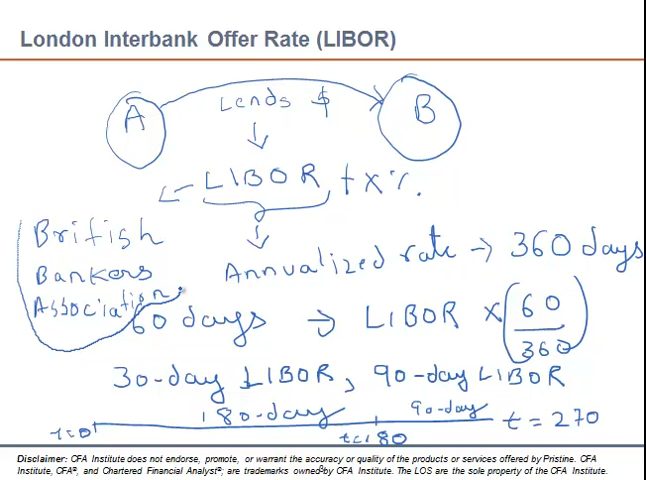 London Interbank Offer Rate (LIBOR)
A Lends $ B
LIBOR + x %.
British
Bankers
Association
Annualized rate → 360 days
60 days → LIBOR × (60/360)
30-day LIBOR, 90-day LIBOR
180-day 90-day
t=0 t=180 t=270
Disclaimer: CFA Institute does not endorse, promote, or warrant the accuracy or quality of the products or services offered by Pristine. CFA
Institute, CFA®, and Chartered Financial Analyst®; are trademarks owned by CFA Institute. The LOS are the sole property of the CFA Institute.